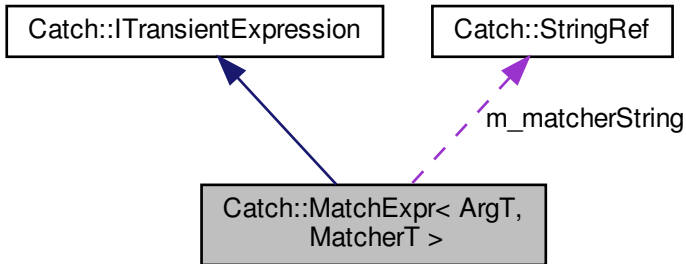 Catch::ITransientExpression
Catch::StringRef
m_matcherString
Catch::MatchExpr< ArgT,
MatcherT >